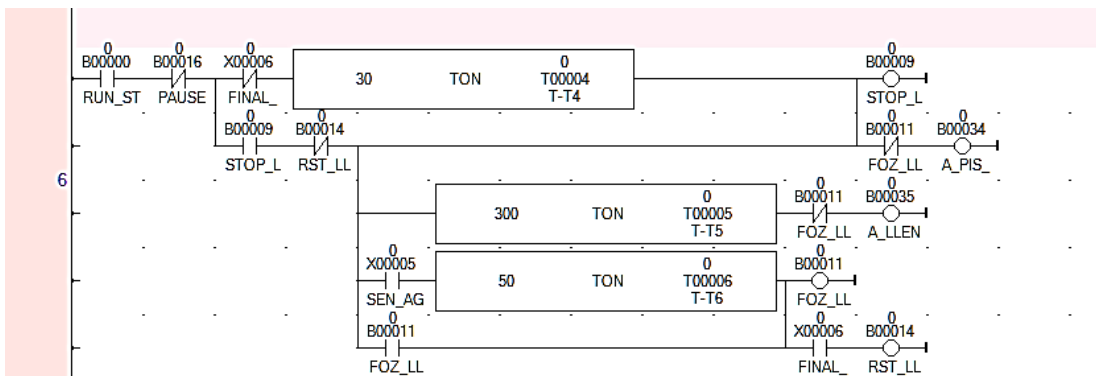 0 0 0 0 0
B00000 B00016 X00006 30 TON T00004 B00009
RUN_ST PAUSE FINAL_ T-T4 STOP_L
0 0 0 0
B00009 B00014 B00011 B00034
STOP_L RST_LL FOZ_LL A_PIS_
6
0 0 0
300 TON T00005 B00011 B00035
T-T5 FOZ_LL A_LLEN
0 0 0
X00005 50 TON T00006 B00011
SEN_AG T-T6 FOZ_LL
0 0 0
B00011 X00006 B00014
FOZ_LL FINAL_ RST_LL